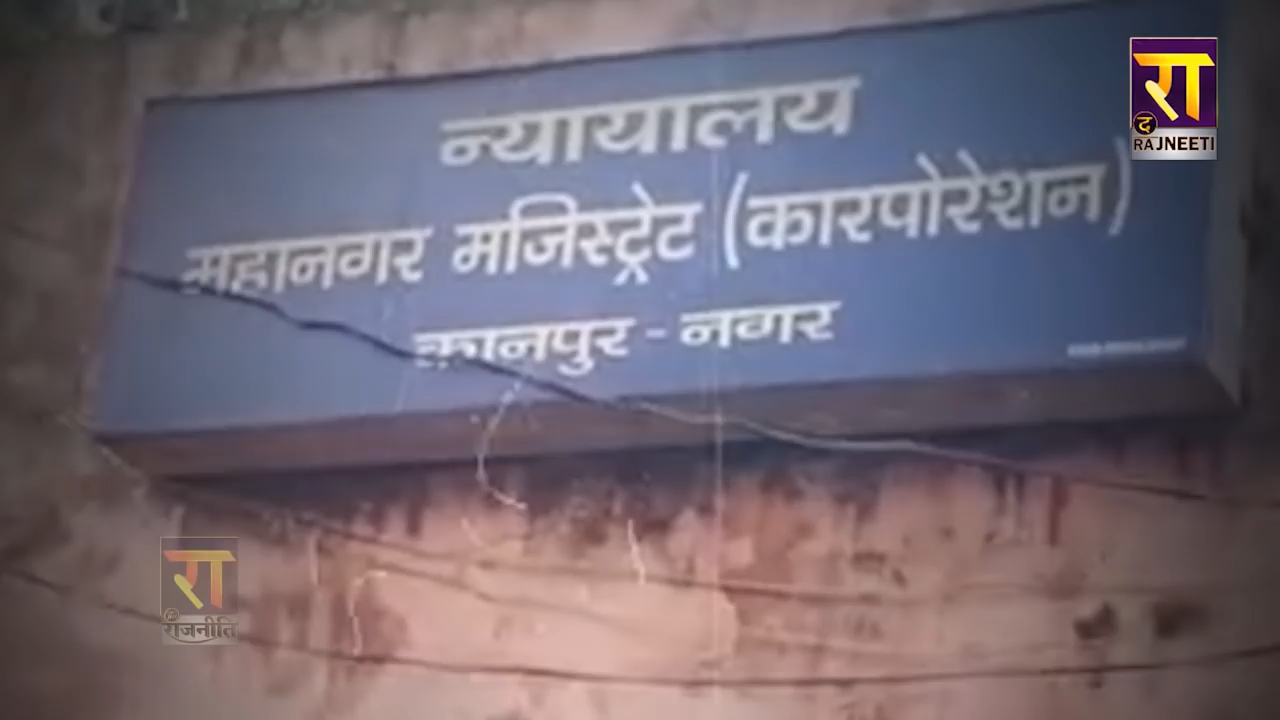 न्यायालय
महानगर मजिस्ट्रेट (कारपोरेशन)
कानपुर - नगर
रा
द
RAJNEETI
रा
राजनीति